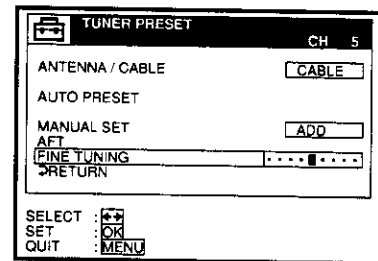 TUNER PRESET
CH 5
ANTENNA / CABLE CABLE
AUTO PRESET
MANUAL SET ADD
AFT
FINE TUNING
RETURN
SELECT :
SET : OK
QUIT : MENU